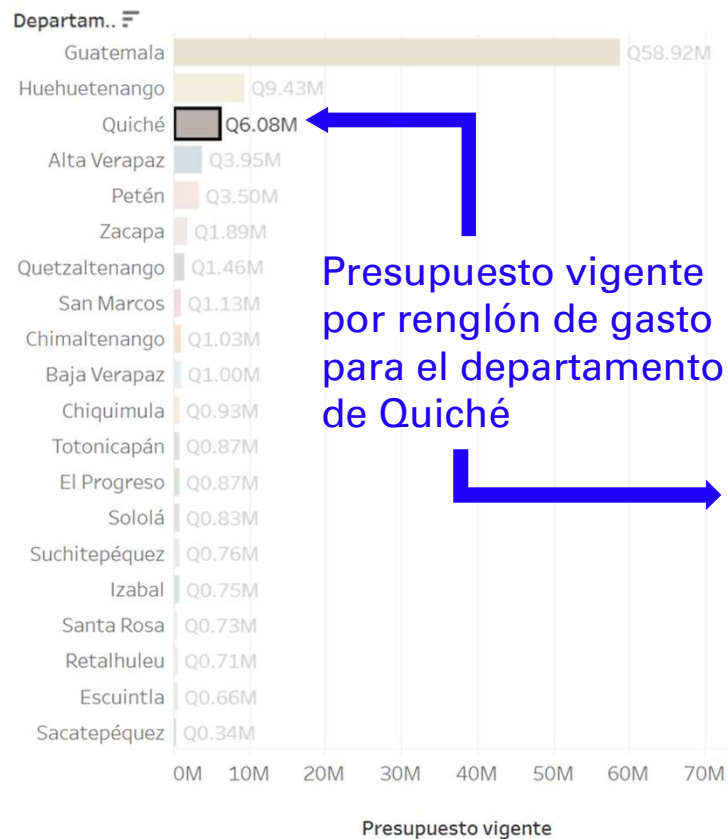 Departam..
Guatemala Q58.92M
Huehuetenango Q9.43M
Quiché Q6.08M
Alta Verapaz Q3.95M
Petén Q3.50M
Zacapa Q1.89M
Quetzaltenango Q1.46M
San Marcos Q1.13M
Chimaltenango Q1.03M
Baja Verapaz Q1.00M
Chiquimula Q0.93M
Totonicapán Q0.87M
El Progreso Q0.87M
Sololá Q0.83M
Suchitepéquez Q0.76M
Izabal Q0.75M
Santa Rosa Q0.73M
Retalhuleu Q0.71M
Escuintla Q0.66M
Sacatepéquez Q0.34M
Presupuesto vigente
por renglón de gasto
para el departamento
de Quiché
0M 10M 20M 30M 40M 50M 60M 70M
Presupuesto vigente